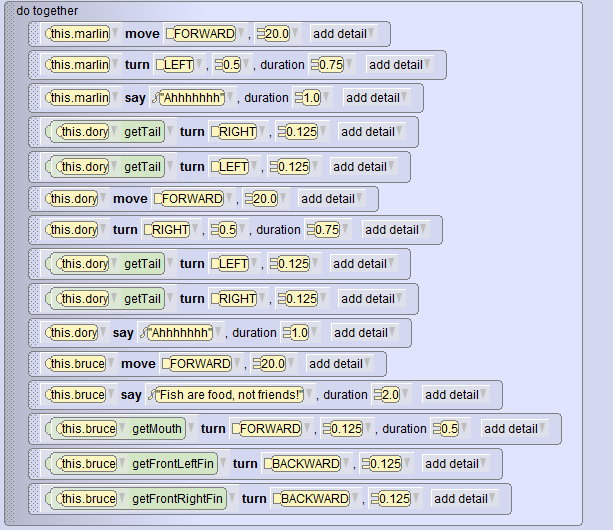 do together
this.marlin move FORWARD , 20.0 add detail
this.marlin turn LEFT , 0.5 , duration 0.75 add detail
this.marlin say "Ahhhhhhh" , duration 1.0 add detail
this.dory getTail turn RIGHT , 0.125 add detail
this.dory getTail turn LEFT , 0.125 add detail
this.dory move FORWARD , 20.0 add detail
this.dory turn RIGHT , 0.5 , duration 0.75 add detail
this.dory getTail turn LEFT , 0.125 add detail
this.dory getTail turn RIGHT , 0.125 add detail
this.dory say "Ahhhhhhh" , duration 1.0 add detail
this.bruce move FORWARD , 20.0 add detail
this.bruce say "Fish are food, not friends!" , duration 2.0 add detail
this.bruce getMouth turn FORWARD , 0.125 , duration 0.5 add detail
this.bruce getFrontLeftFin turn BACKWARD , 0.125 add detail
this.bruce getFrontRightFin turn BACKWARD , 0.125 add detail